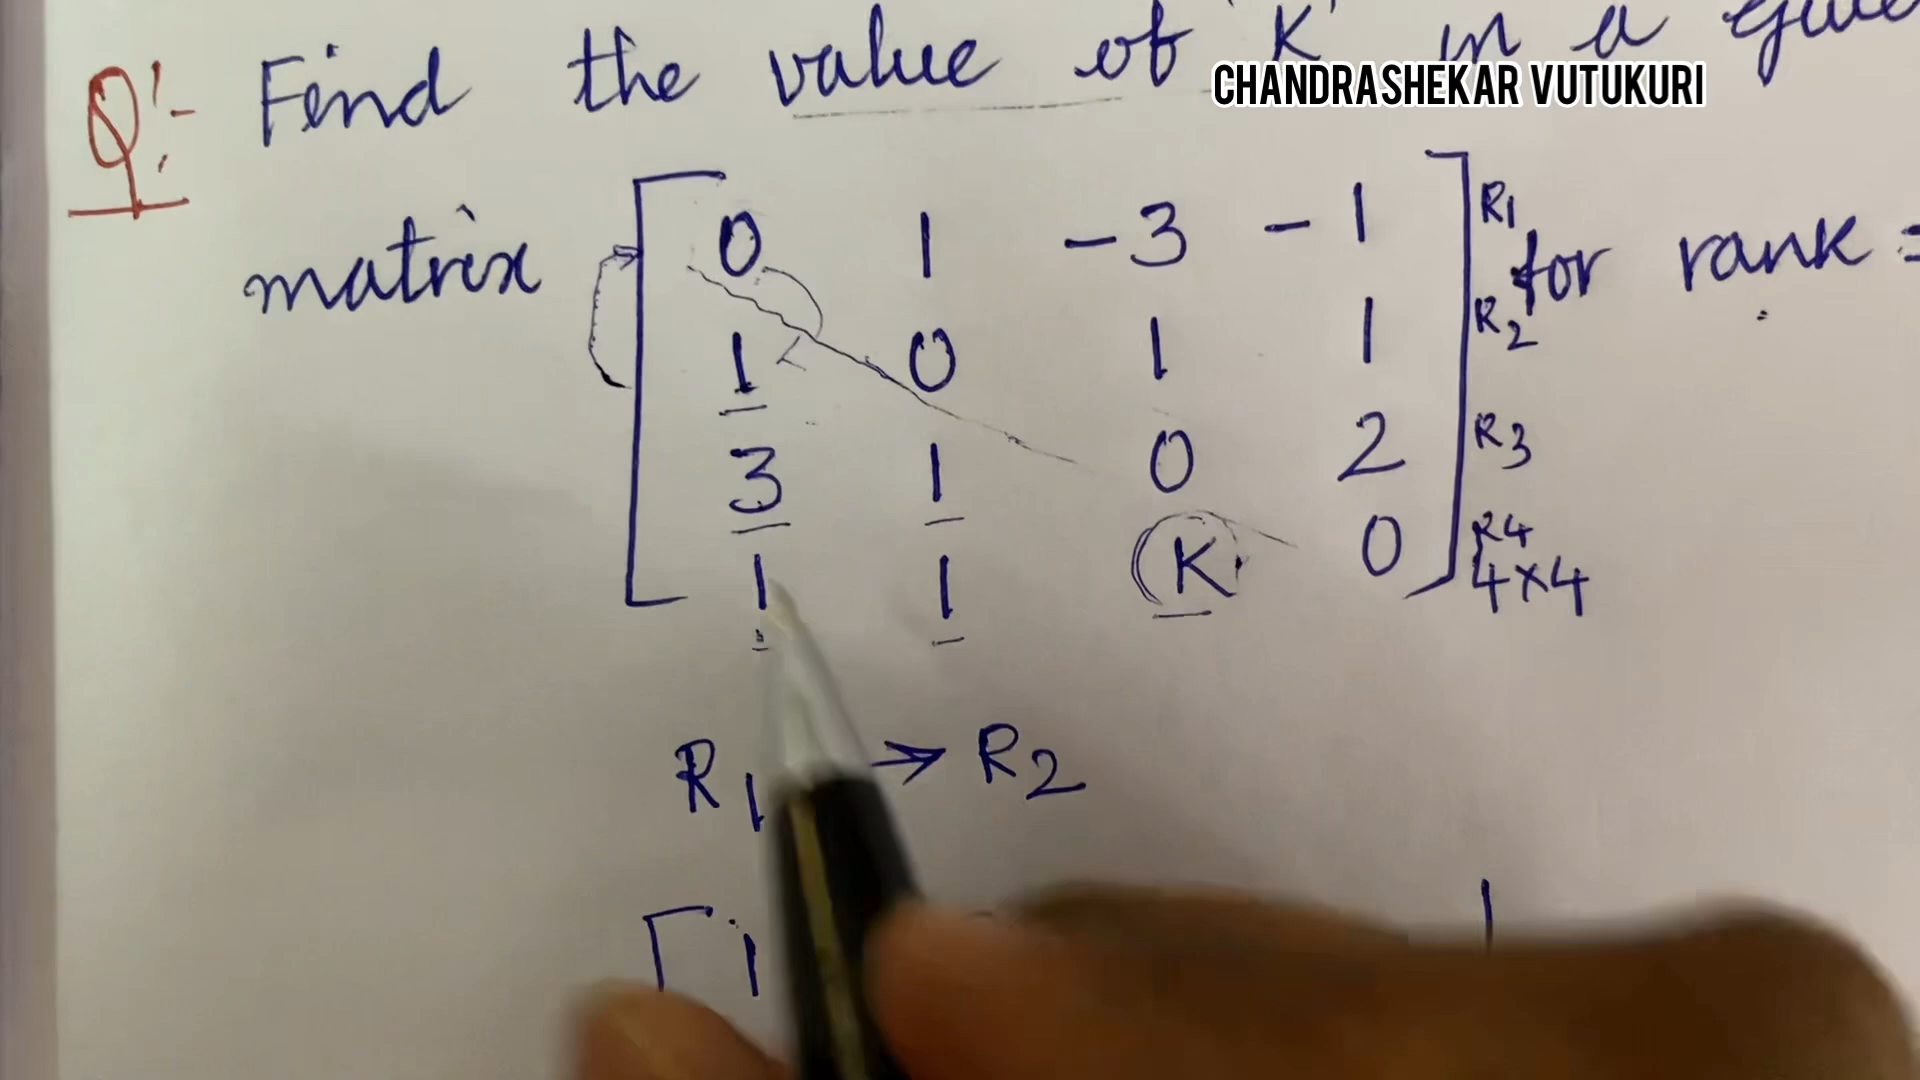 Q:- Find the value of 'K' in a
CHANDRASHEKAR VUTUKURI
matrix [ 0 1 -3 -1 ] R1 for rank =
1 0 1 1 R2
3 1 0 2 R3
1 1 K 0 R4
4x4
R1 → R2
1